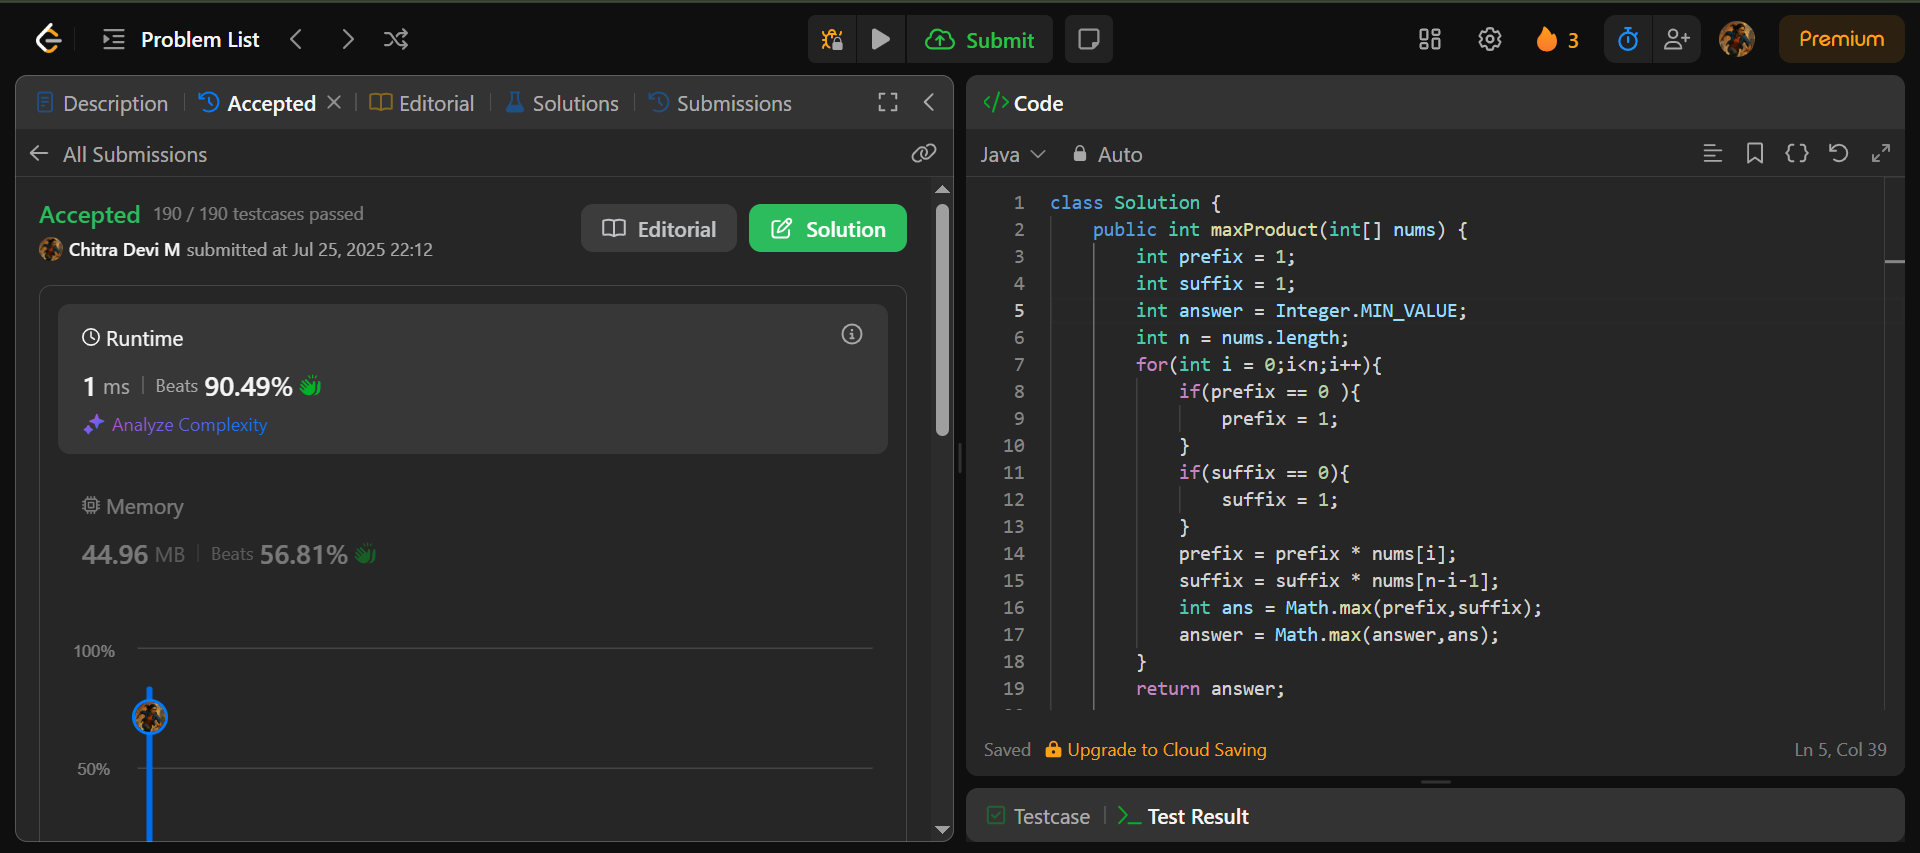 Problem List
Submit
3
Premium
Description
Accepted
Editorial
Solutions
Submissions
All Submissions
Accepted 190 / 190 testcases passed
Chitra Devi M submitted at Jul 25, 2025 22:12
Editorial
Solution
Runtime
1 ms Beats 90.49%
Analyze Complexity
Memory
44.96 MB Beats 56.81%
100%
50%
</> Code
Java
Auto
1 class Solution {
2     public int maxProduct(int[] nums) {
3         int prefix = 1;
4         int suffix = 1;
5         int answer = Integer.MIN_VALUE;
6         int n = nums.length;
7         for(int i = 0;i<n;i++){
8             if(prefix == 0 ){
9                 prefix = 1;
10             }
11             if(suffix == 0){
12                 suffix = 1;
13             }
14             prefix = prefix * nums[i];
15             suffix = suffix * nums[n-i-1];
16             int ans = Math.max(prefix,suffix);
17             answer = Math.max(answer,ans);
18         }
19         return answer;
Saved
Upgrade to Cloud Saving
Ln 5, Col 39
Testcase
Test Result